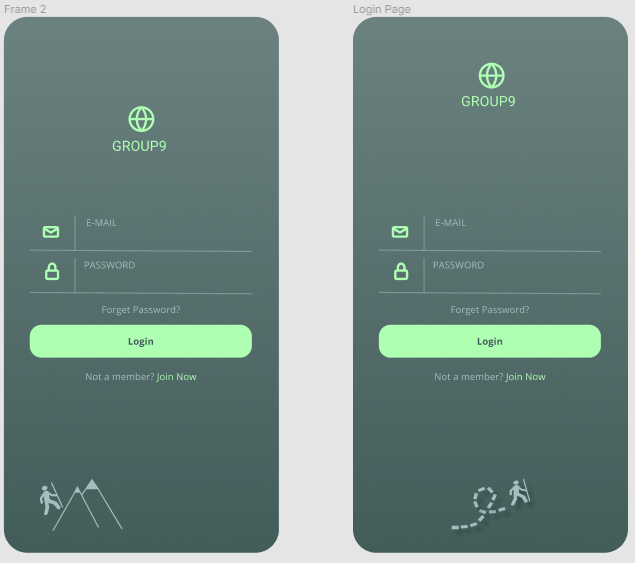 Frame 2
GROUP9
E-MAIL
PASSWORD
Forget Password?
Login
Not a member? Join Now
Login Page
GROUP9
E-MAIL
PASSWORD
Forget Password?
Login
Not a member? Join Now